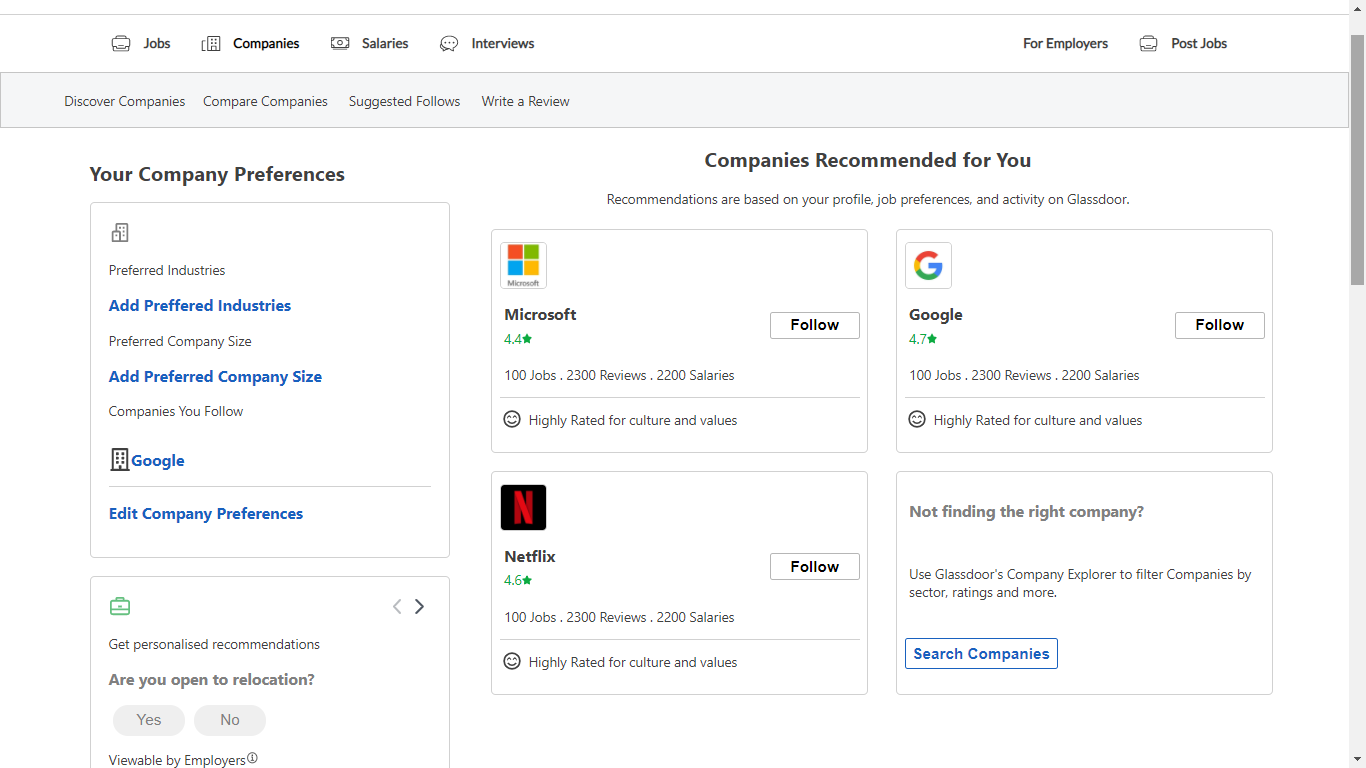 Jobs
Companies
Salaries
Interviews
For Employers
Post Jobs
Discover Companies
Compare Companies
Suggested Follows
Write a Review
Your Company Preferences
Preferred Industries
Add Preffered Industries
Preferred Company Size
Add Preferred Company Size
Companies You Follow
Google
Edit Company Preferences
Get personalised recommendations
Are you open to relocation?
Yes
No
Viewable by Employers
Companies Recommended for You
Recommendations are based on your profile, job preferences, and activity on Glassdoor.
Microsoft
Microsoft
4.4
Follow
100 Jobs . 2300 Reviews . 2200 Salaries
Highly Rated for culture and values
G
Google
4.7
Follow
100 Jobs . 2300 Reviews . 2200 Salaries
Highly Rated for culture and values
N
Netflix
4.6
Follow
100 Jobs . 2300 Reviews . 2200 Salaries
Highly Rated for culture and values
Not finding the right company?
Use Glassdoor's Company Explorer to filter Companies by
sector, ratings and more.
Search Companies